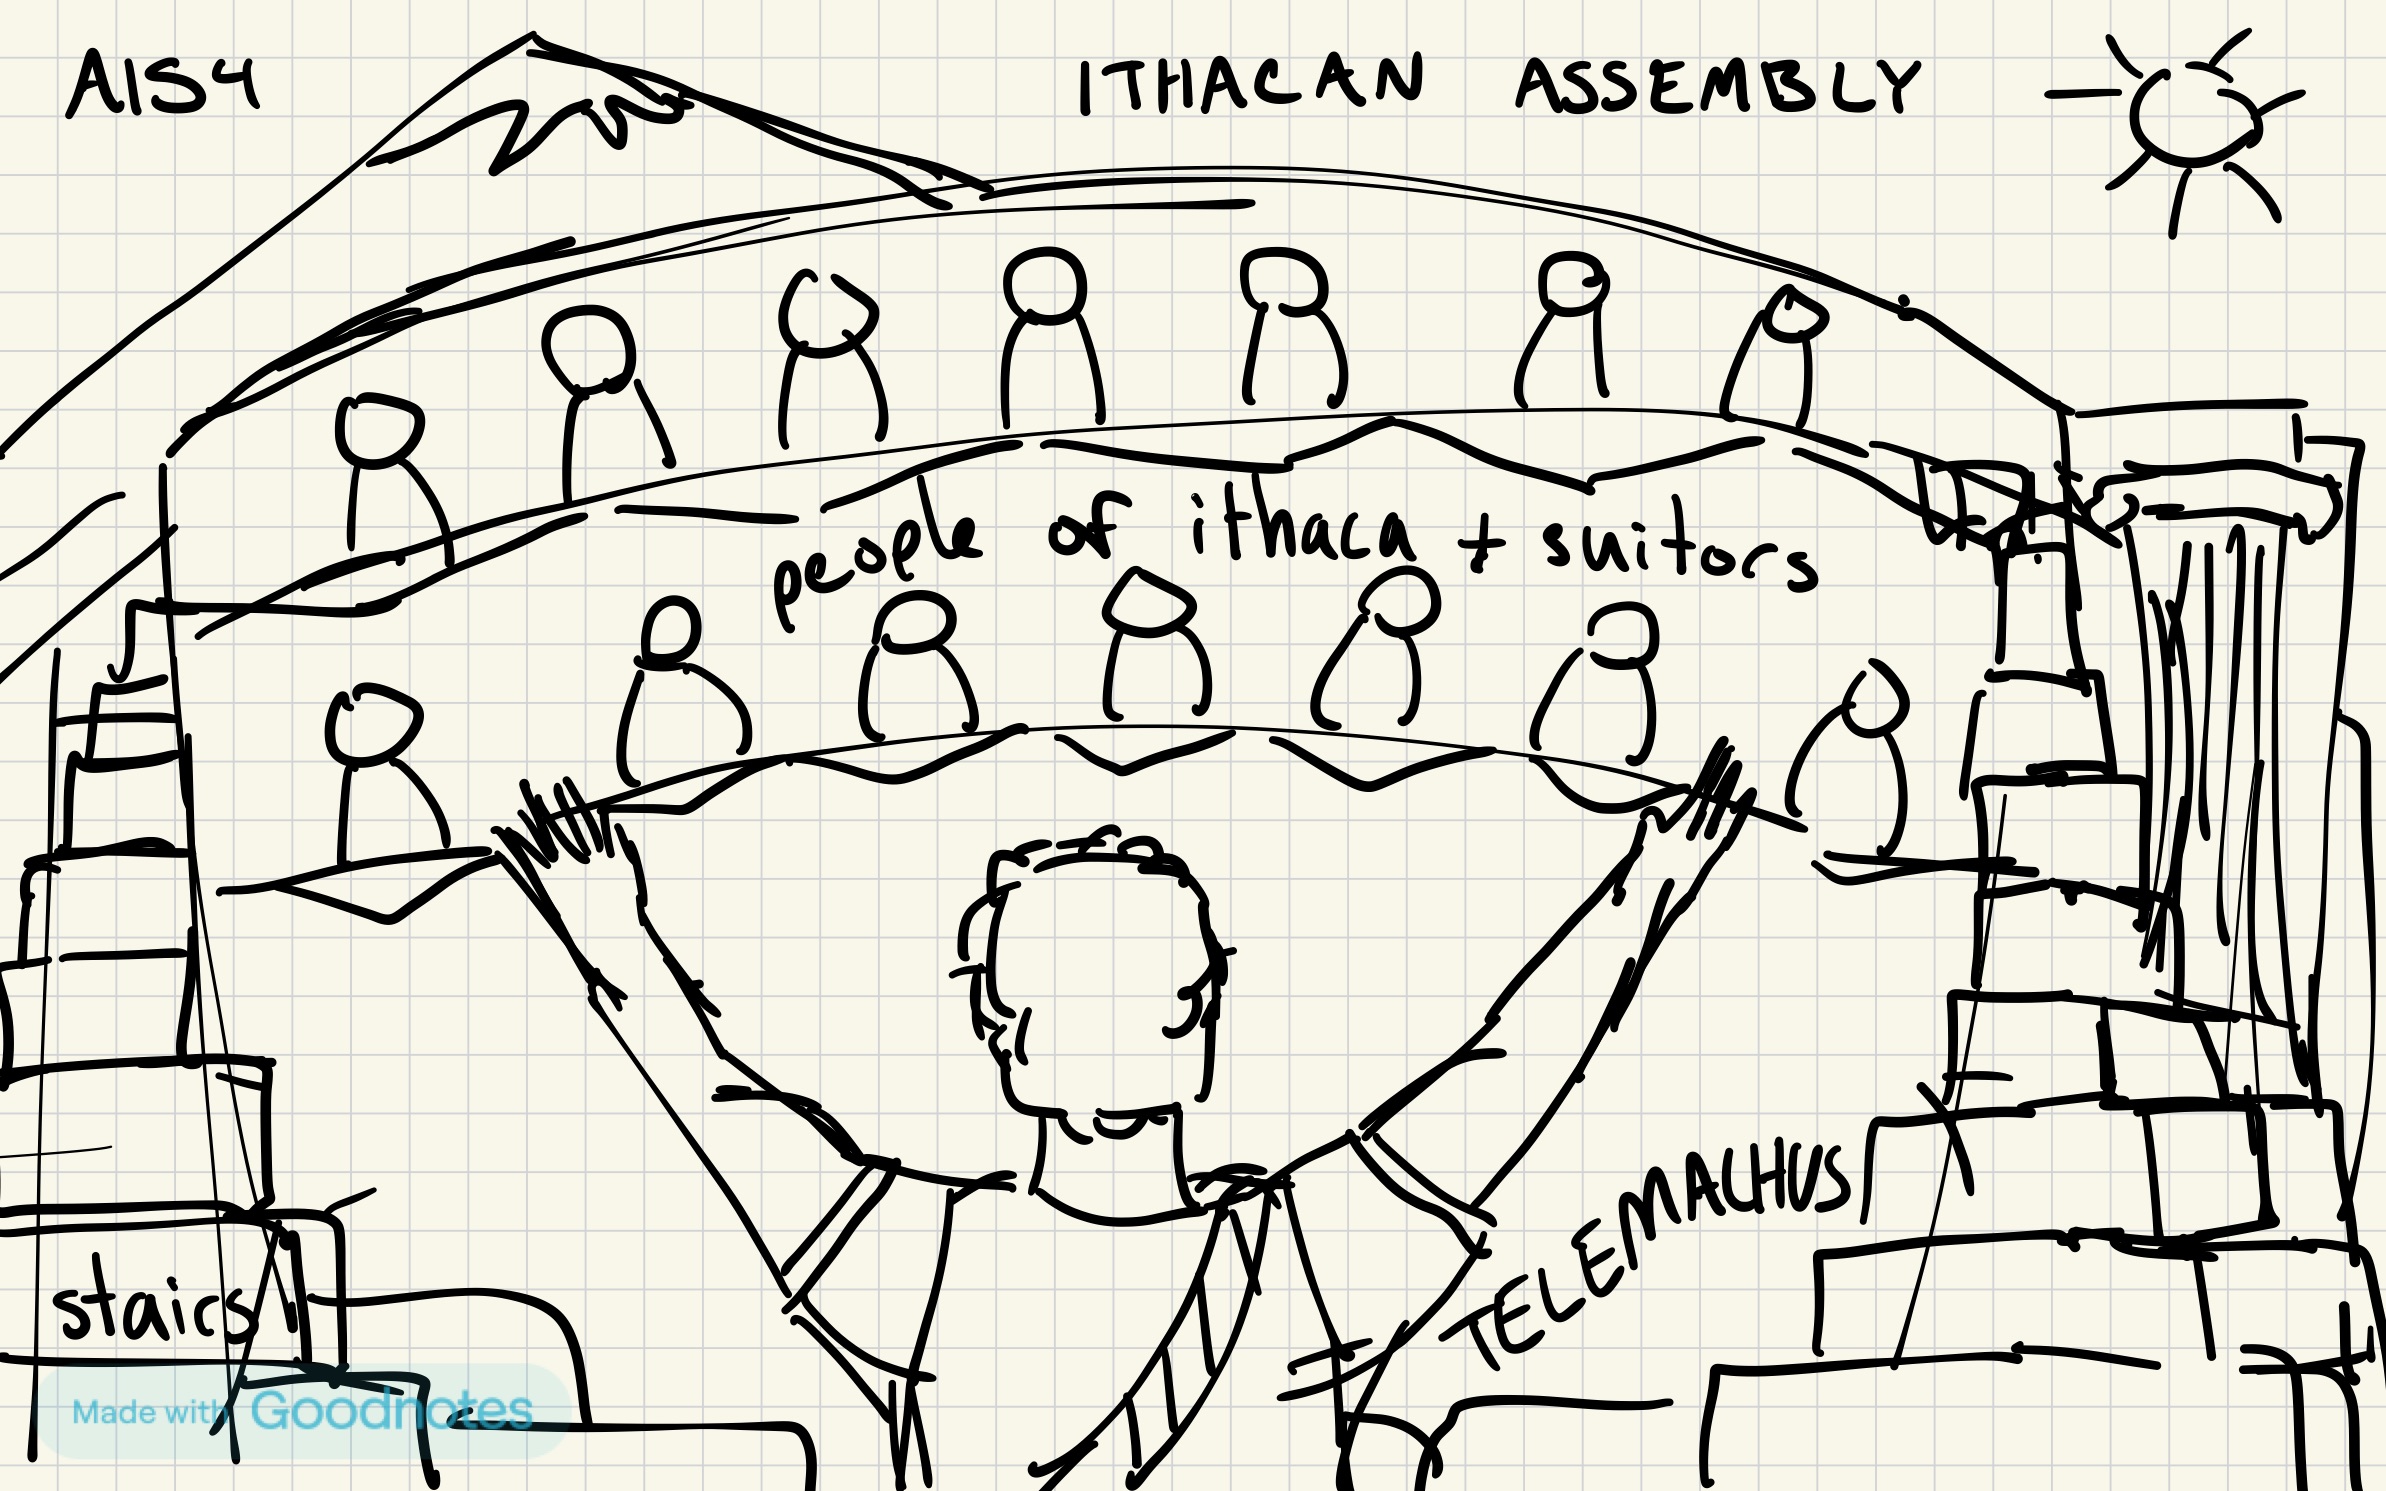 A1S4
ITHACAN ASSEMBLY
people of ithaca + suitors
TELEMACHUS
stairs
Made with Goodnotes